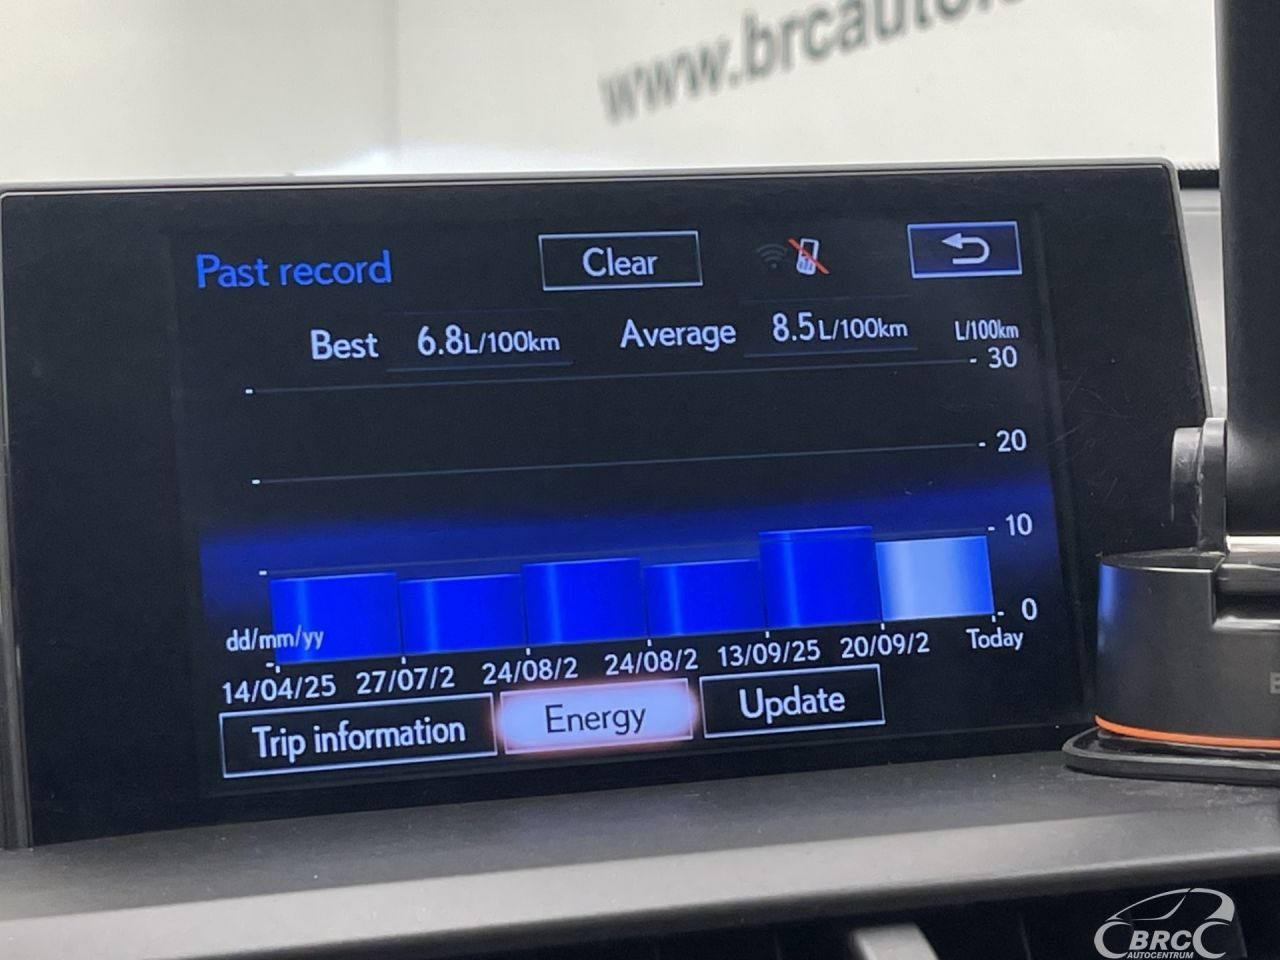 www.brcauto.
Past record
Clear
Best 6.8L/100km Average 8.5L/100km L/100km
30
20
10
0
dd/mm/yy
14/04/25 27/07/2 24/08/2 24/08/2 13/09/25 20/09/2 Today
Trip information Energy Update
BRC
AUTOCENTRUM